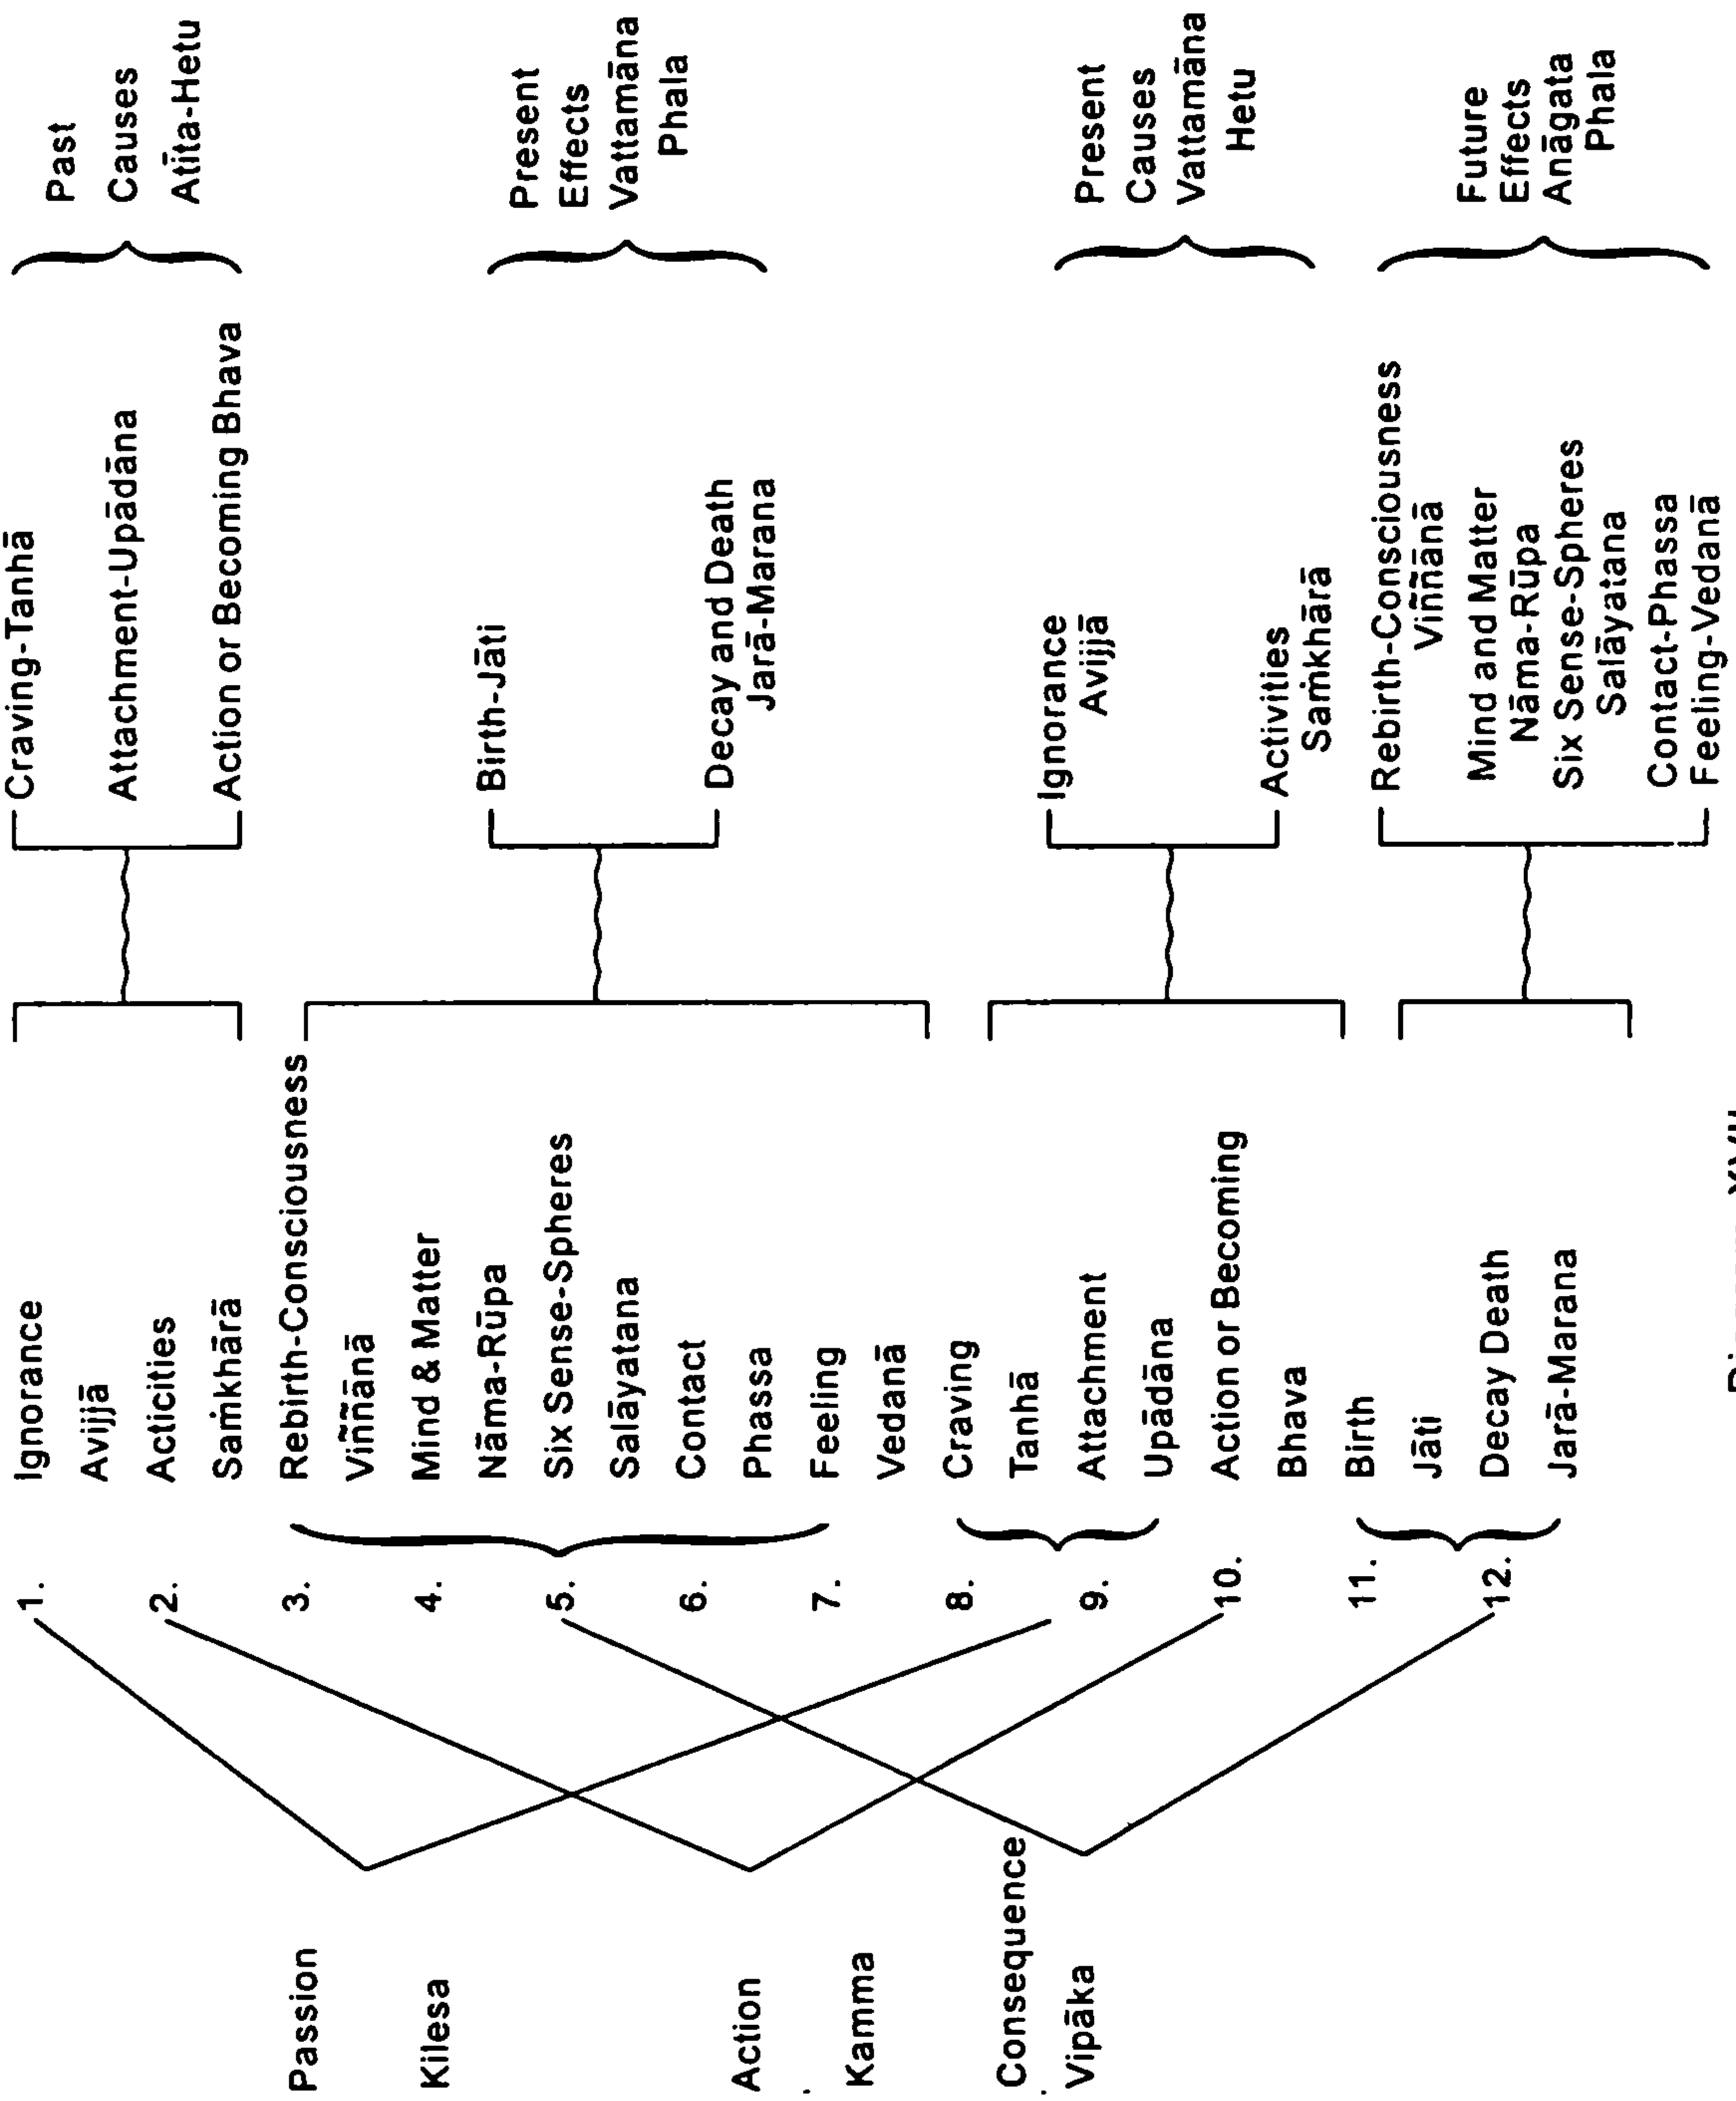 Passion
Kilesa
Action
Kamma
Consequence
Vipāka
1. Ignorance
Avijjā
2. Acticities
Saṁkhārā
3. Rebirth-Consciousness
Viññānā
4. Mind & Matter
Nāma-Rūpa
5. Six Sense-Spheres
Salāyatana
6. Contact
Phassa
7. Feeling
Vedanā
8. Craving
Tanhā
9. Attachment
Upādāna
10. Action or Becoming
Bhava
11. Birth
Jāti
12. Decay Death
Jarā-Marana
Craving-Tanhā
Attachment-Upādāna
Action or Becoming Bhava
Birth-Jāti
Decay and Death
Jarā-Marana
Ignorance
Avijjā
Activities
Saṁkhārā
Rebirth-Consciousness
Viññānā
Mind and Matter
Nāma-Rūpa
Six Sense-Spheres
Salāyatana
Contact-Phassa
Feeling-Vedanā
Past
Causes
Atīta-Hetu
Present
Effects
Vattamāna
Phala
Present
Causes
Vattamāna
Hetu
Future
Effects
Anāgata
Phala